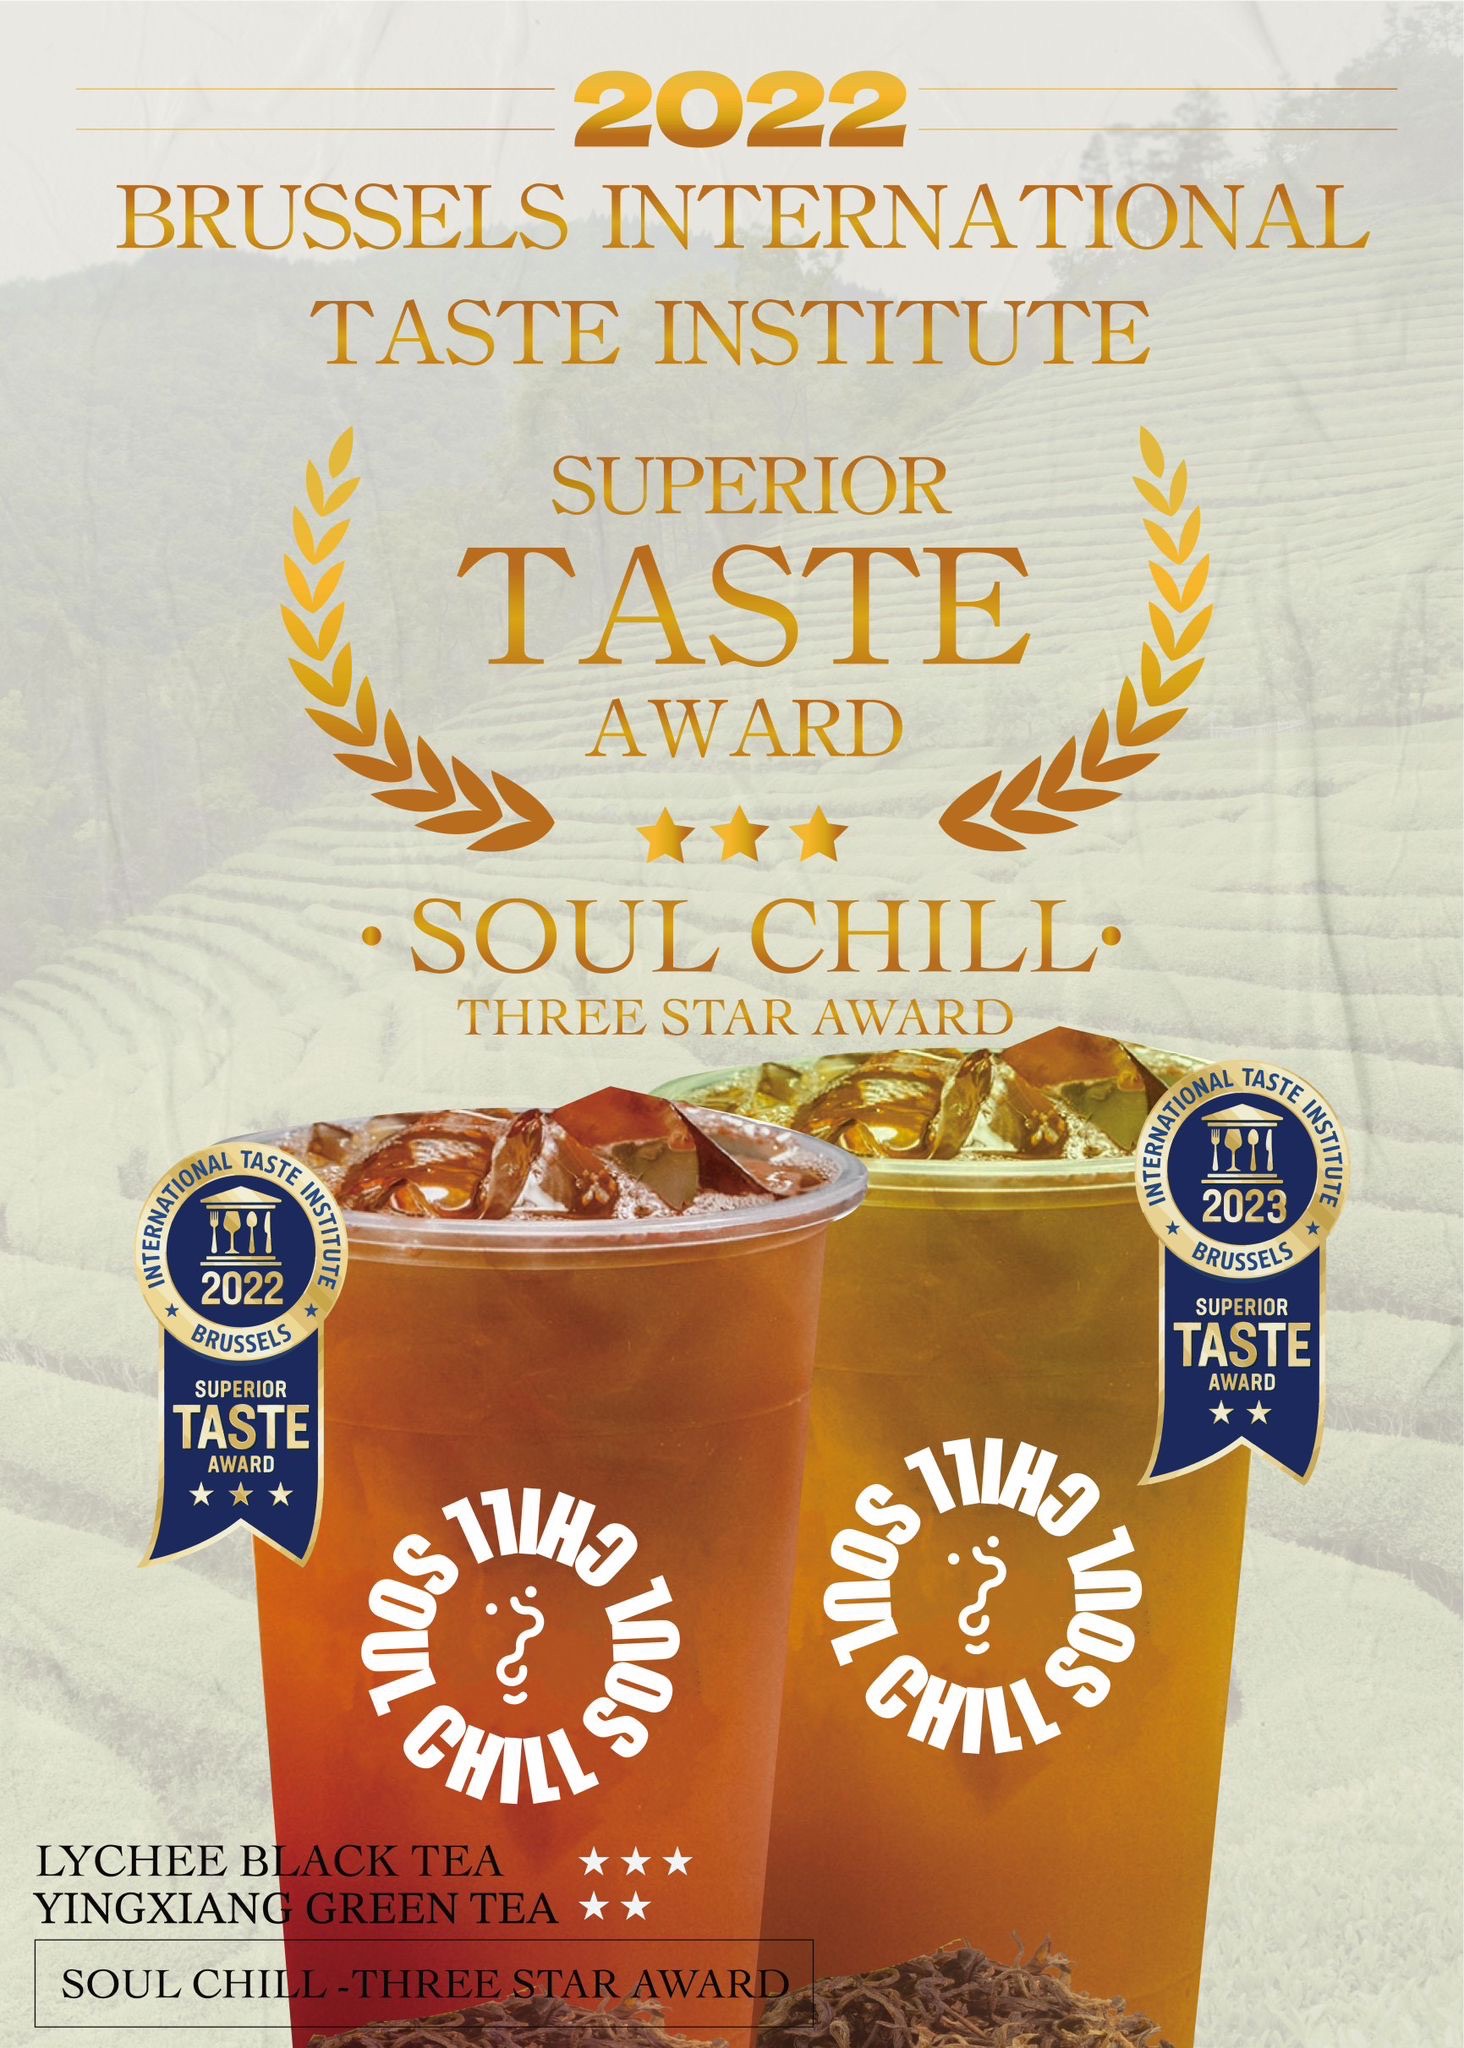 2022
BRUSSELS INTERNATIONAL
TASTE INSTITUTE
SUPERIOR
TASTE
AWARD
• SOUL CHILL •
THREE STAR AWARD
INTERNATIONAL TASTE INSTITUTE
2022
★ BRUSSELS ★
SUPERIOR
TASTE
AWARD
INTERNATIONAL TASTE INSTITUTE
2023
★ BRUSSELS ★
SUPERIOR
TASTE
AWARD
SOUL CHILL SOUL CHILL
SOUL CHILL SOUL CHILL
LYCHEE BLACK TEA ★★★
YINGXIANG GREEN TEA ★★
SOUL CHILL -THREE STAR AWARD